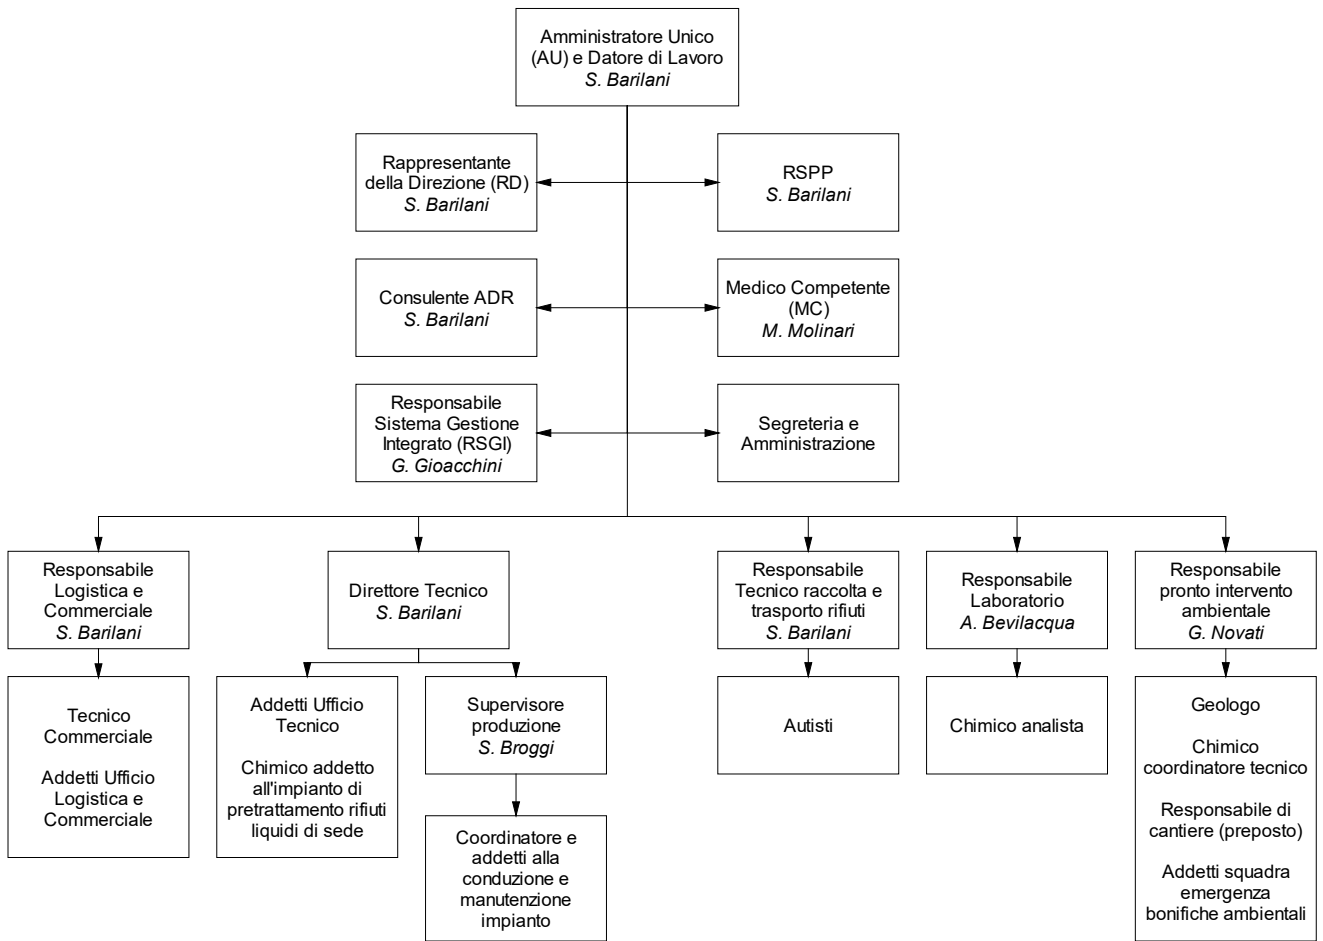 Amministratore Unico
(AU) e Datore di Lavoro
S. Barilani
Rappresentante
della Direzione (RD)
S. Barilani
RSPP
S. Barilani
Consulente ADR
S. Barilani
Medico Competente
(MC)
M. Molinari
Responsabile
Sistema Gestione
Integrato (RSGI)
G. Gioacchini
Segreteria e
Amministrazione
Responsabile
Logistica e
Commerciale
S. Barilani
Direttore Tecnico
S. Barilani
Responsabile
Tecnico raccolta e
trasporto rifiuti
S. Barilani
Responsabile
Laboratorio
A. Bevilacqua
Responsabile
pronto intervento
ambientale
G. Novati
Tecnico
Commerciale
Addetti Ufficio
Logistica e
Commerciale
Addetti Ufficio
Tecnico
Chimico addetto
all'impianto di
pretrattamento rifiuti
liquidi di sede
Supervisore
produzione
S. Broggi
Coordinatore e
addetti alla
conduzione e
manutenzione
impianto
Autisti
Chimico analista
Geologo
Chimico
coordinatore tecnico
Responsabile di
cantiere (preposto)
Addetti squadra
emergenza
bonifiche ambientali